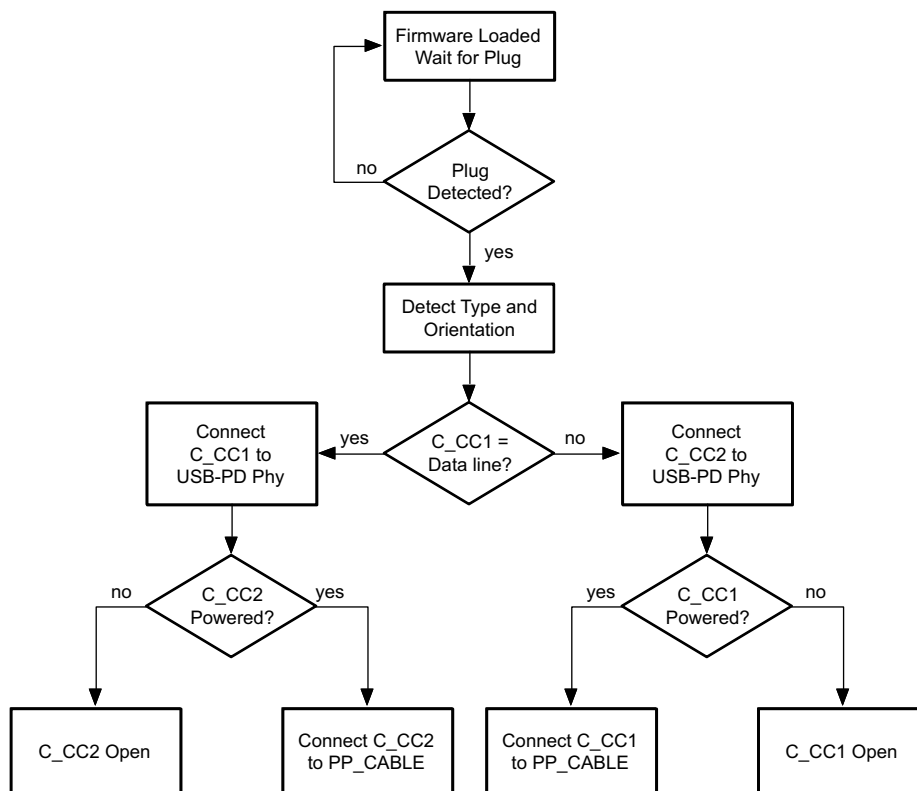 Firmware Loaded
Wait for Plug
no
Plug
Detected?
yes
Detect Type and
Orientation
Connect
C_CC1 to
USB-PD Phy
yes
C_CC1 =
Data line?
no
Connect
C_CC2 to
USB-PD Phy
no
C_CC2
Powered?
yes
yes
C_CC1
Powered?
no
C_CC2 Open
Connect C_CC2
to PP_CABLE
Connect C_CC1
to PP_CABLE
C_CC1 Open